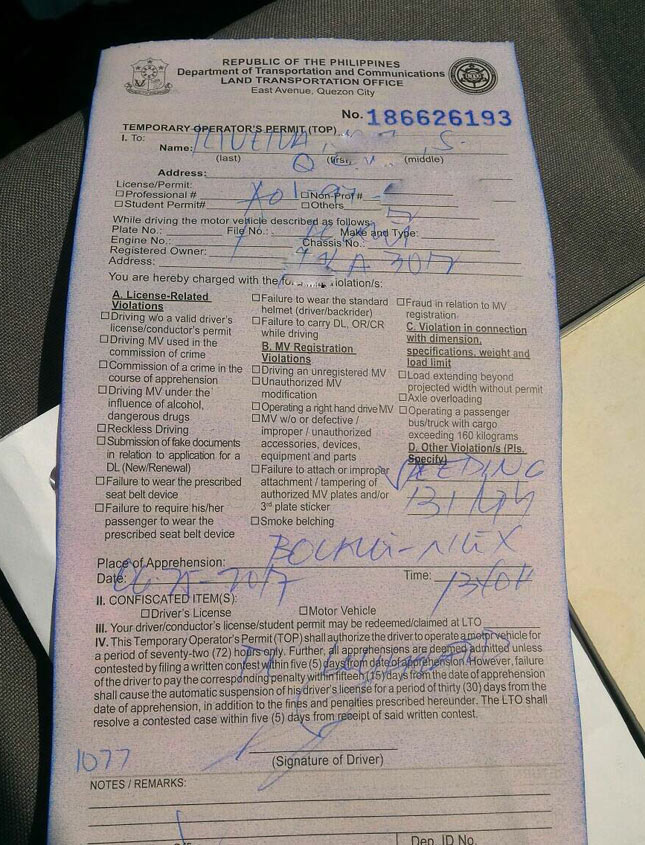 REPUBLIC OF THE PHILIPPINES
Department of Transportation and Communications
LAND TRANSPORTATION OFFICE
East Avenue, Quezon City
No. 186626193
TEMPORARY OPERATOR'S PERMIT (TOP)
I. To:
Name:
(last) (first) (middle)
Address:
License/Permit:
☐Professional # ☐Non-Prof #
☐Student Permit# ☐Others
While driving the motor vehicle described as follows:
Plate No.: File No.: Make and Type:
Engine No.: Chassis No.:
Registered Owner:
Address:
You are hereby charged with the violation/s:
A. License-Related
Violations
☐Driving w/o a valid driver's
license/conductor's permit
☐Driving MV used in the
commission of crime
☐Commission of a crime in the
course of apprehension
☐Driving MV under the
influence of alcohol,
dangerous drugs
☐Reckless Driving
☐Submission of fake documents
in relation to application for a
DL (New/Renewal)
☐Failure to wear the prescribed
seat belt device
☐Failure to require his/her
passenger to wear the
prescribed seat belt device
☐Failure to wear the standard
helmet (driver/backrider)
☐Failure to carry DL, OR/CR
while driving
B. MV Registration
Violations
☐Driving an unregistered MV
☐Unauthorized MV
modification
☐Operating a right hand drive MV
☐MV w/o or defective /
improper / unauthorized
accessories, devices,
equipment and parts
☐Failure to attach or improper
attachment / tampering of
authorized MV plates and/or
3rd plate sticker
☐Smoke belching
☐Fraud in relation to MV
registration
C. Violation in connection
with dimension,
specifications, weight and
load limit
☐Load extending beyond
projected width without permit
☐Axle overloading
☐Operating a passenger
bus/truck with cargo
exceeding 160 kilograms
D. Other Violation/s (Pls.
Specify)
Place of Apprehension: NLEX
Date: Time:
II. CONFISCATED ITEM(S):
☐Driver's License ☐Motor Vehicle
III. Your driver/conductor's license/student permit may be redeemed/claimed at LTO
IV. This Temporary Operator's Permit (TOP) shall authorize the driver to operate a motor vehicle for
a period of seventy-two (72) hours only. Further, all apprehensions are deemed admitted unless
contested by filing a written contest within five (5) days from date of apprehension. However, failure
of the driver to pay the corresponding penalty within fifteen (15) days from the date of apprehension
shall cause the automatic suspension of his driver's license for a period of thirty (30) days from the
date of apprehension, in addition to the fines and penalties prescribed hereunder. The LTO shall
resolve a contested case within five (5) days from receipt of said written contest.
1077
(Signature of Driver)
NOTES / REMARKS:
Dep. ID No.